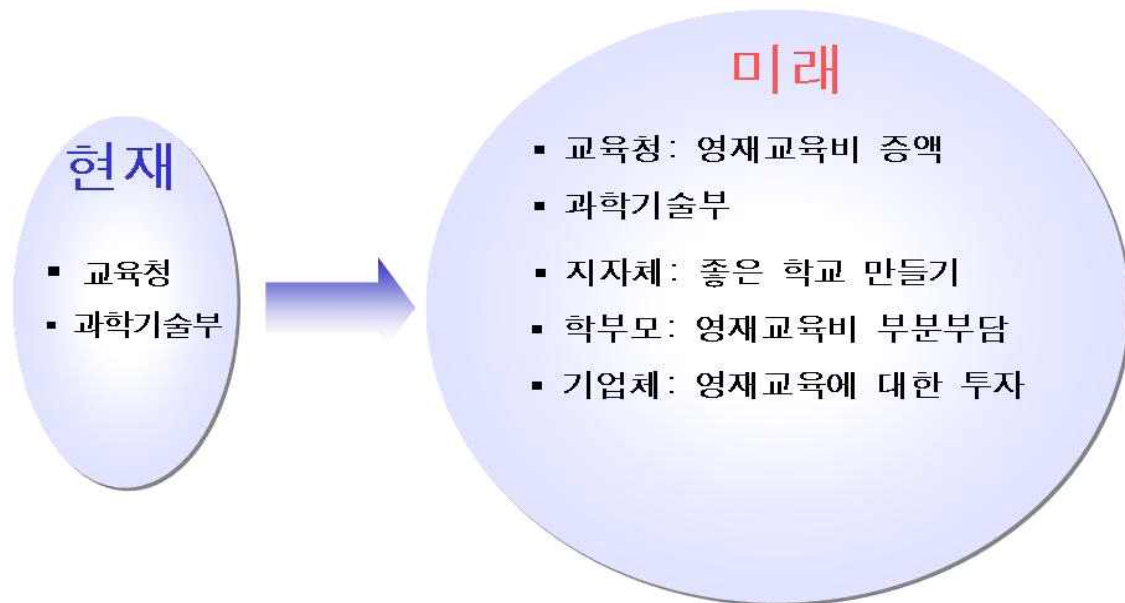 현재
▪ 교육청
▪ 과학기술부
미래
▪ 교육청: 영재교육비 증액
▪ 과학기술부
▪ 지자체: 좋은 학교 만들기
▪ 학부모: 영재교육비 부분부담
▪ 기업체: 영재교육에 대한 투자